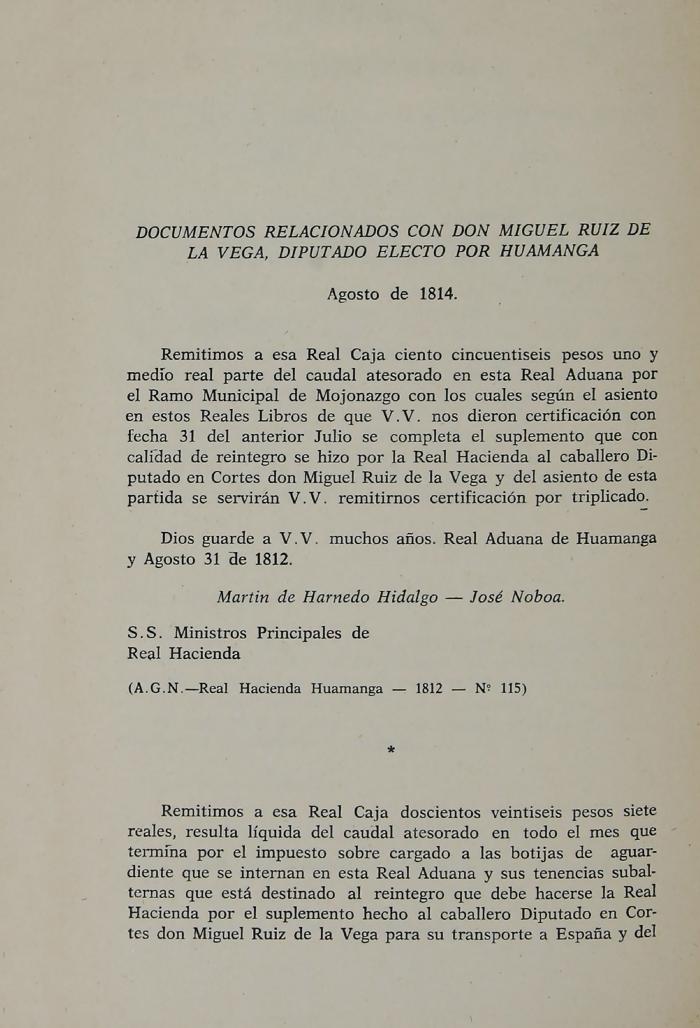 DOCUMENTOS RELACIONADOS CON DON MIGUEL RUIZ DE
LA VEGA, DIPUTADO ELECTO POR HUAMANGA
Agosto de 1814.
Remitimos a esa Real Caja ciento cincuentiseis pesos uno y
medio real parte del caudal atesorado en esta Real Aduana por
el Ramo Municipal de Mojonazgo con los cuales según el asiento
en estos Reales Libros de que V.V. nos dieron certificación con
fecha 31 del anterior Julio se completa el suplemento que con
calidad de reintegro se hizo por la Real Hacienda al caballero Di-
putado en Cortes don Miguel Ruiz de la Vega y del asiento de esta
partida se servirán V.V. remitirnos certificación por triplicado.
Dios guarde a V.V. muchos años. Real Aduana de Huamanga
y Agosto 31 de 1812.
Martin de Harnedo Hidalgo — José Noboa.
S.S. Ministros Principales de
Real Hacienda
(A.G.N.—Real Hacienda Huamanga — 1812 — Nº 115)
*
Remitimos a esa Real Caja doscientos veintiseis pesos siete
reales, resulta líquida del caudal atesorado en todo el mes que
termina por el impuesto sobre cargado a las botijas de aguar-
diente que se internan en esta Real Aduana y sus tenencias subal-
ternas que está destinado al reintegro que debe hacerse la Real
Hacienda por el suplemento hecho al caballero Diputado en Cor-
tes don Miguel Ruiz de la Vega para su transporte a España y del